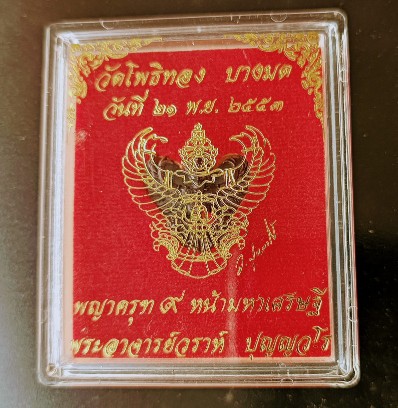 วัดโพธิทอง บางมด
วันที่ ๒๑ พ.ย. ๒๕๕๓
พญาครุฑ ๙ หน้ามหาเศรษฐี
พระอาจารย์วราห์ ปุญญวโร